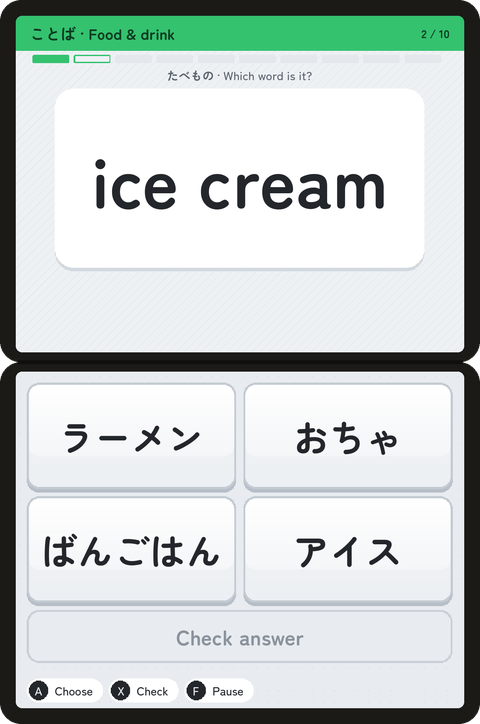 ことば · Food & drink
2 / 10
たべもの · Which word is it?
ice cream
ラーメン
おちゃ
ばんごはん
アイス
Check answer
A Choose
X Check
F Pause